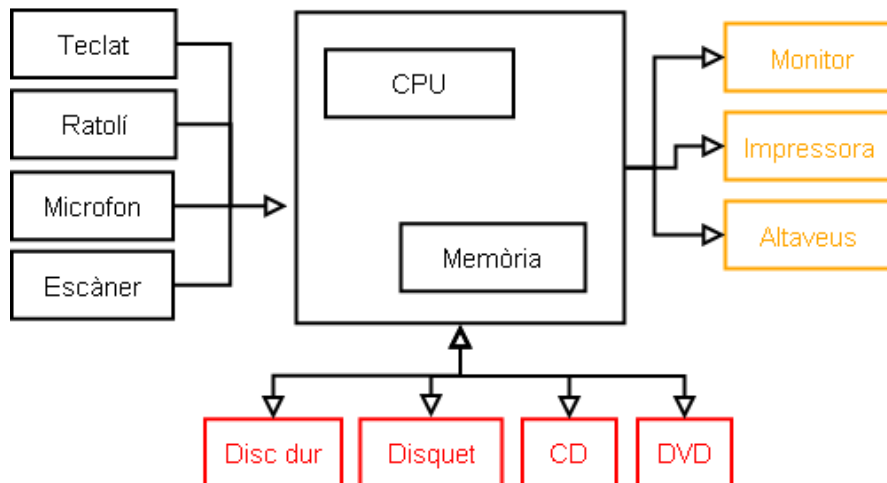 Teclat
Ratolí
Microfon
Escàner
CPU
Memòria
Monitor
Impressora
Altaveus
Disc dur
Disquet
CD
DVD